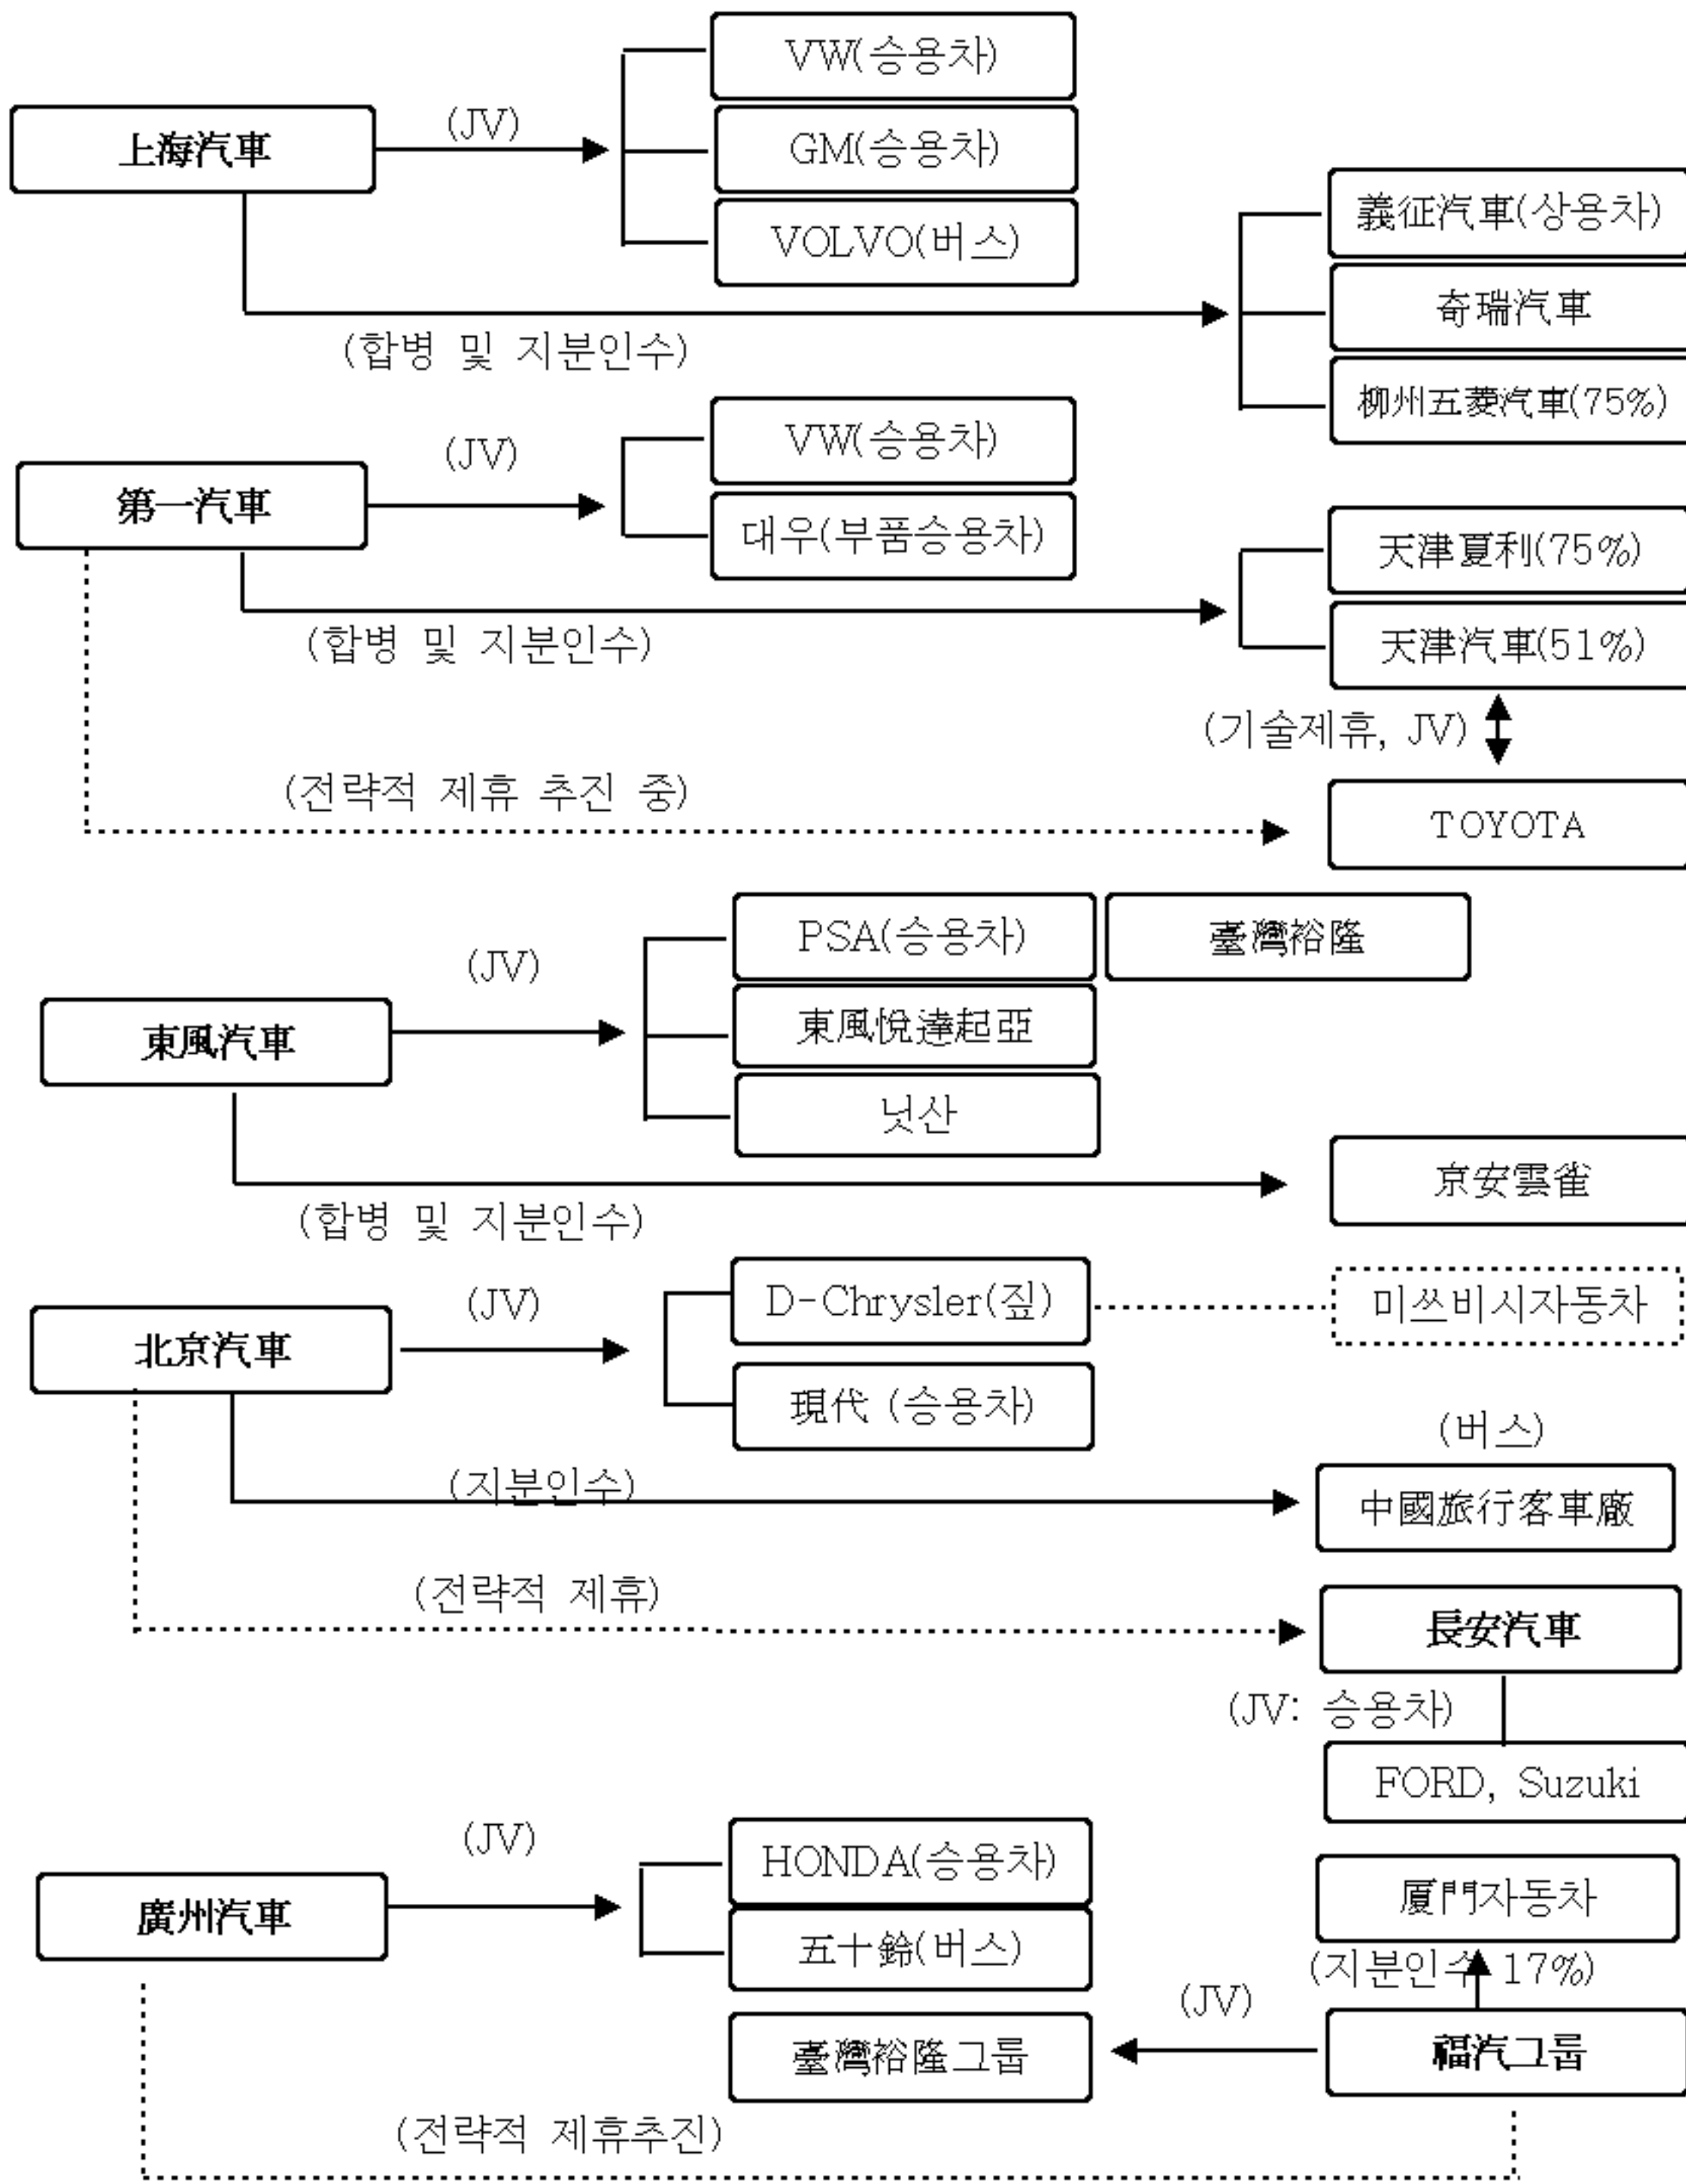 VW(승용차)
(JV)
上海汽車
GM(승용차)
VOLVO(버스)
義征汽車(상용차)
奇瑞汽車
(합병 및 지분인수)
柳州五菱汽車(75%)
VW(승용차)
(JV)
第一汽車
대우(부품승용차)
天津夏利(75%)
(합병 및 지분인수)
天津汽車(51%)
(기술제휴, JV)
(전략적 제휴 추진 중)
TOYOTA
PSA(승용차)
臺灣裕隆
(JV)
東風汽車
東風悅達起亞
닛산
京安雲雀
(합병 및 지분인수)
D-Chrysler(짚)
미쓰비시자동차
(JV)
北京汽車
現代 (승용차)
(버스)
(지분인수)
中國旅行客車廠
(전략적 제휴)
長安汽車
(JV: 승용차)
FORD, Suzuki
(JV)
HONDA(승용차)
廣州汽車
厦門자동차
五十鈴(버스)
(지분인수 17%)
(JV)
臺灣裕隆그룹
福汽그룹
(전략적 제휴추진)